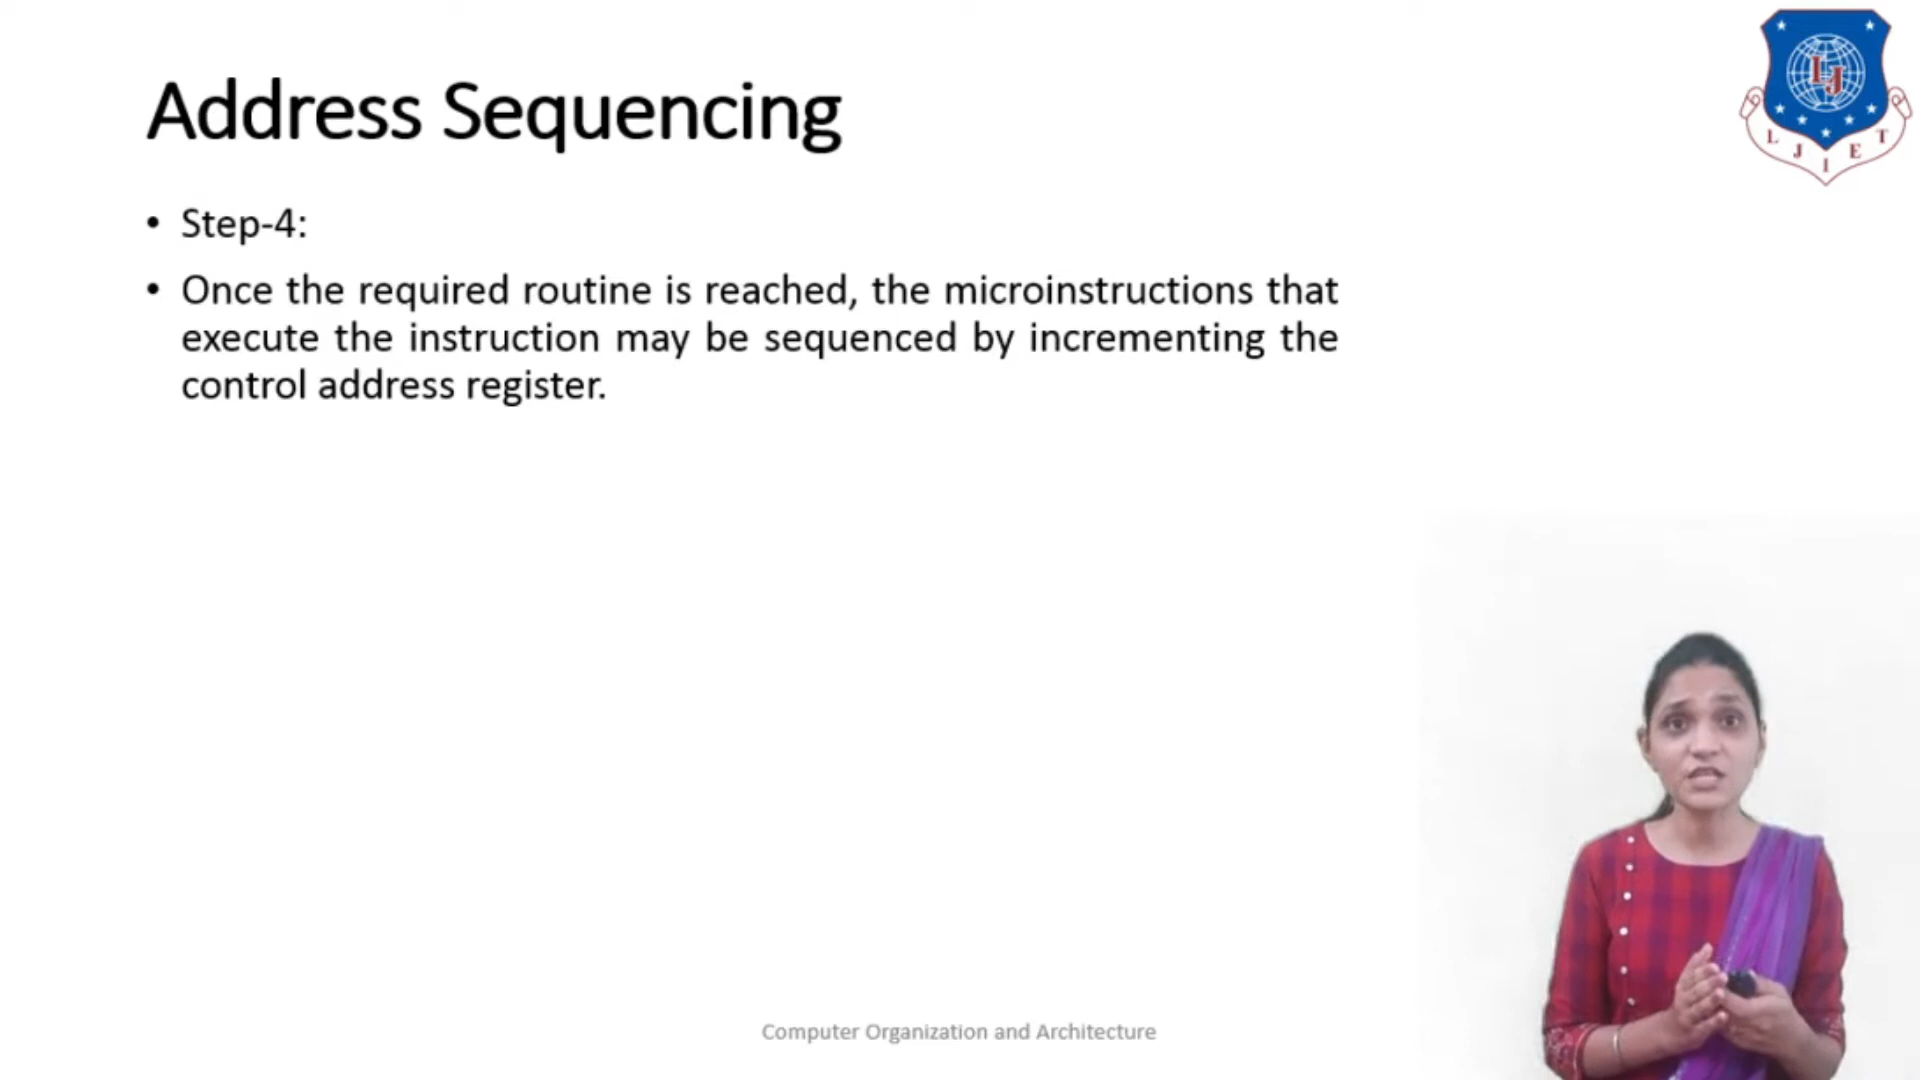 Address Sequencing
• Step-4:
• Once the required routine is reached, the microinstructions that
execute the instruction may be sequenced by incrementing the
control address register.
LJ
L J I E T
Computer Organization and Architecture